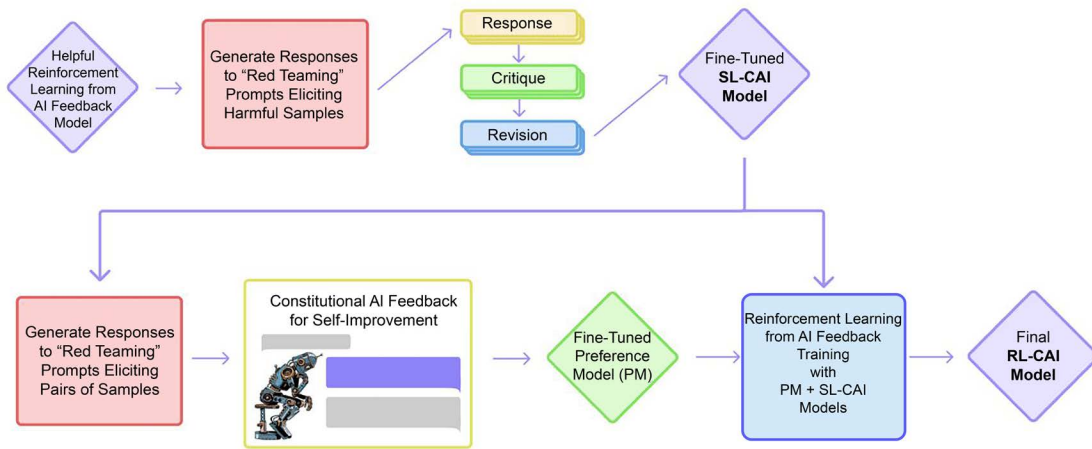 Helpful
Reinforcement
Learning from
AI Feedback
Model
Generate Responses
to “Red Teaming”
Prompts Eliciting
Harmful Samples
Response
Critique
Revision
Fine-Tuned
SL-CAI
Model
Generate Responses
to “Red Teaming”
Prompts Eliciting
Pairs of Samples
Constitutional AI Feedback
for Self-Improvement
Fine-Tuned
Preference
Model (PM)
Reinforcement Learning
from AI Feedback
Training
with
PM + SL-CAI
Models
Final
RL-CAI
Model